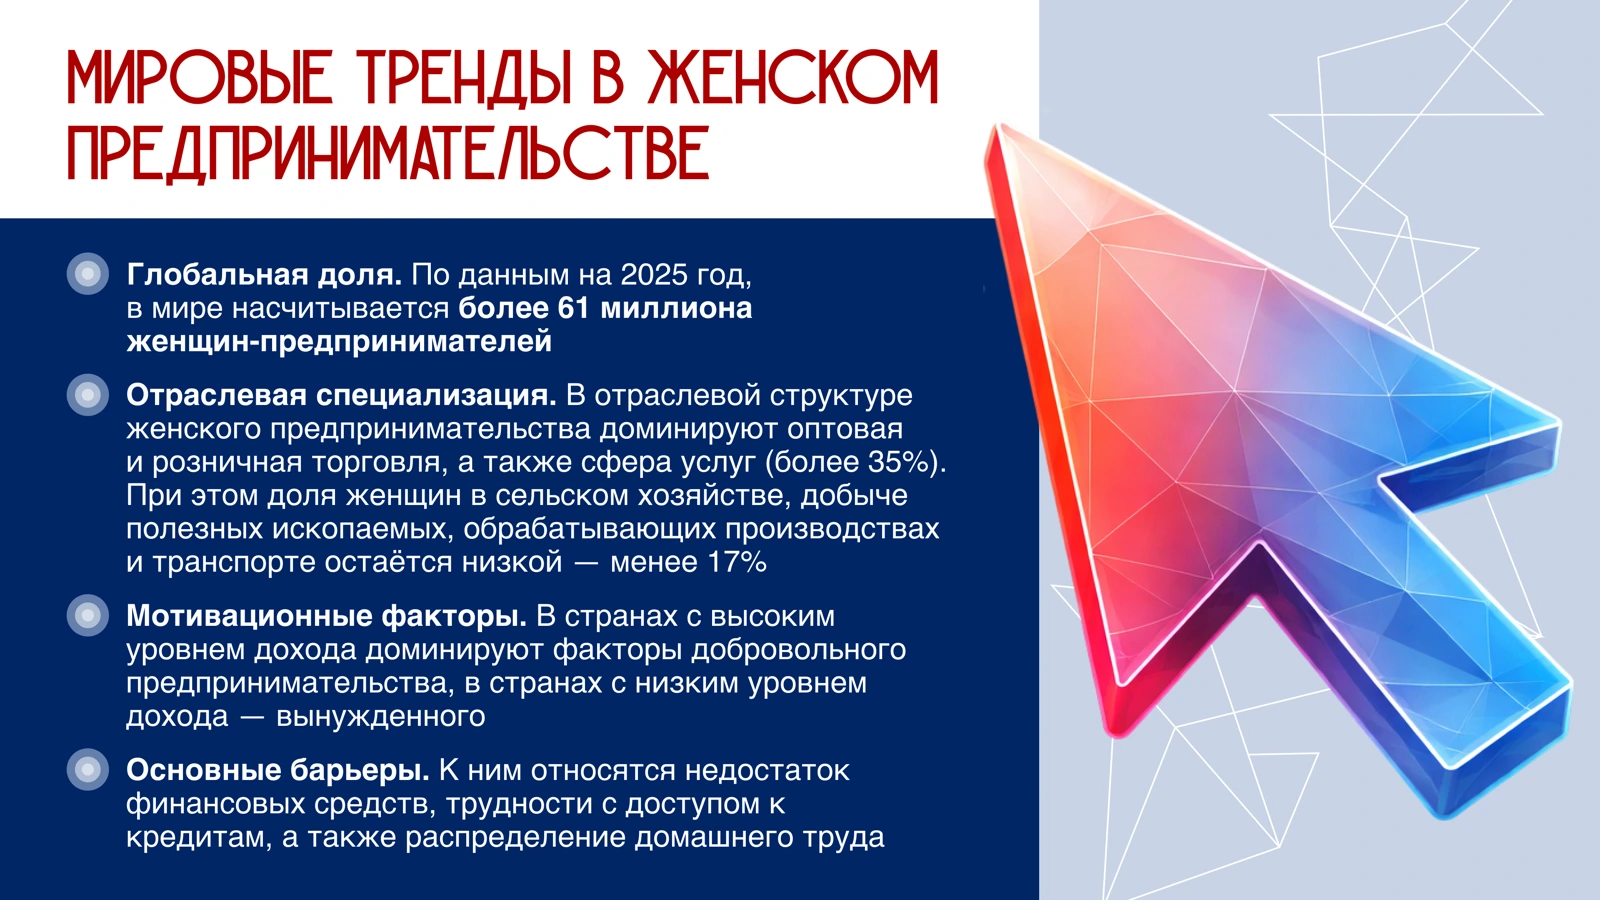 МИРОВЫЕ ТРЕНДЫ В ЖЕНСКОМ
ПРЕДПРИНИМАТЕЛЬСТВЕ
Глобальная доля. По данным на 2025 год,
в мире насчитывается более 61 миллиона
женщин-предпринимателей
Отраслевая специализация. В отраслевой структуре
женского предпринимательства доминируют оптовая
и розничная торговля, а также сфера услуг (более 35%).
При этом доля женщин в сельском хозяйстве, добыче
полезных ископаемых, обрабатывающих производствах
и транспорте остаётся низкой — менее 17%
Мотивационные факторы. В странах с высоким
уровнем дохода доминируют факторы добровольного
предпринимательства, в странах с низким уровнем
дохода — вынужденного
Основные барьеры. К ним относятся недостаток
финансовых средств, трудности с доступом к
кредитам, а также распределение домашнего труда